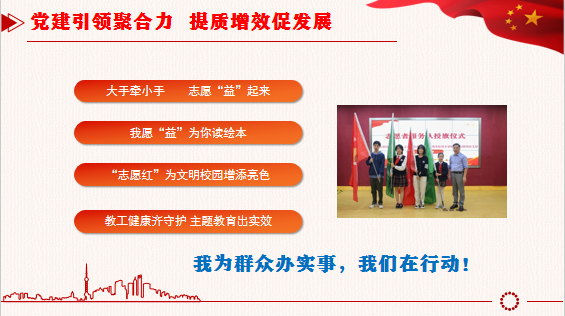 党建引领聚合力 提质增效促发展
大手牵小手 志愿“益”起来
我愿“益”为你读绘本
“志愿红”为文明校园增添亮色
教工健康齐守护 主题教育出实效
志愿者服务入校旗仪式
我为群众办实事，我们在行动！